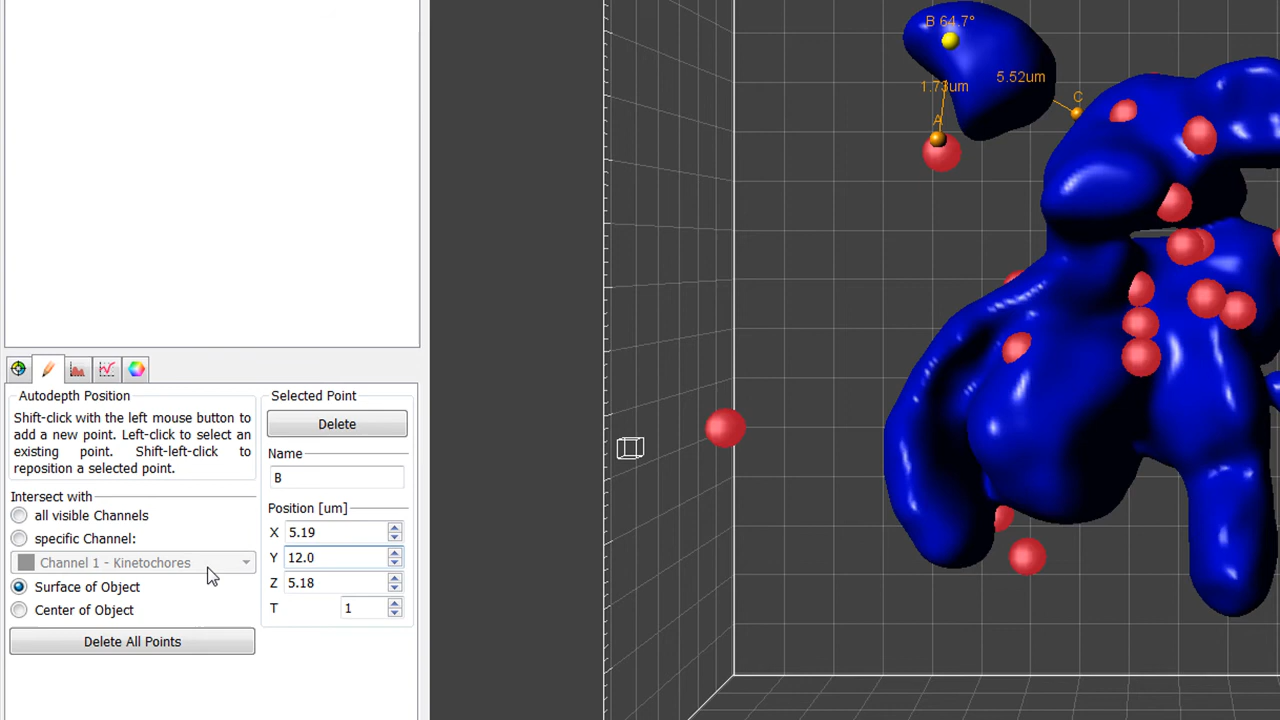 B 64.7°
5.52um
1.73um
C
A
Autodepth Position
Shift-click with the left mouse button to
add a new point. Left-click to select an
existing point. Shift-left-click to
reposition a selected point.
Intersect with
all visible Channels
specific Channel:
Channel 1 - Kinetochores
Surface of Object
Center of Object
Delete All Points
Selected Point
Delete
Name
B
Position [um]
X 5.19
Y 12.0
Z 5.18
T 1